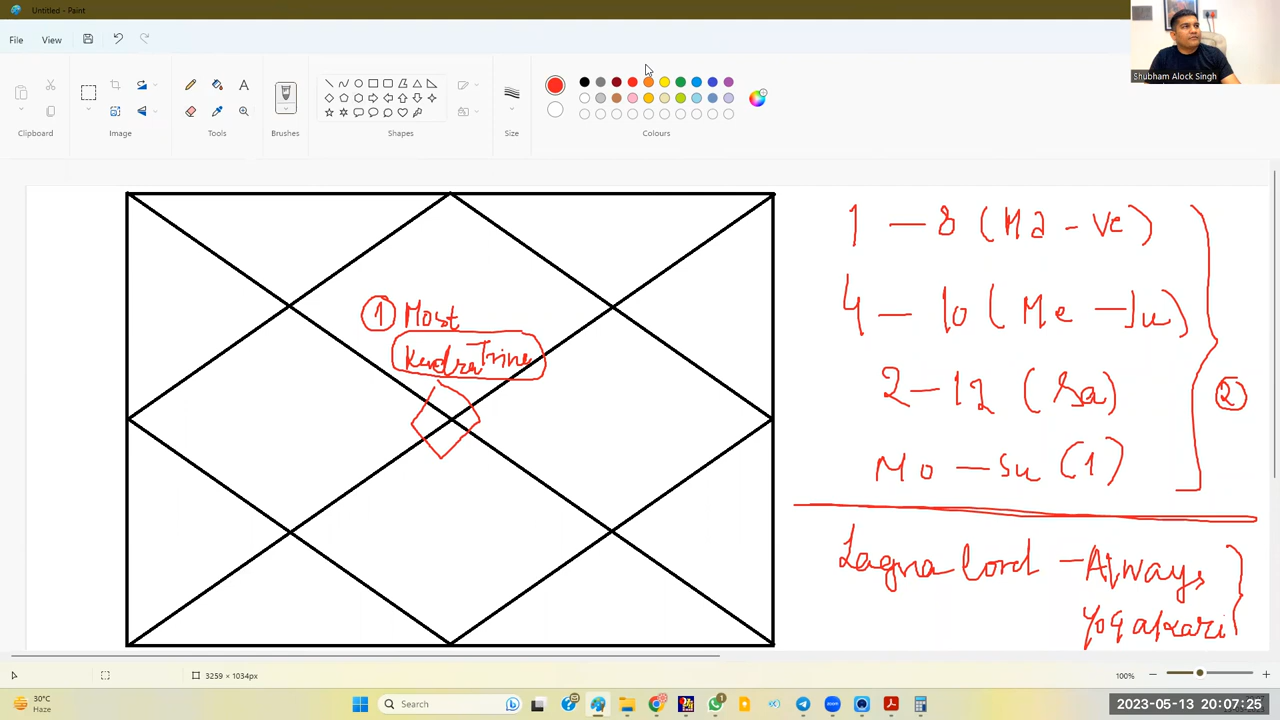 Untitled - Paint
File
View
Clipboard
Image
Tools
Brushes
Shapes
Size
Colours
Shubham Alock Singh
1 Most
Kendra Trine
1 — 8 (Ma - Ve)
4 — 10 (Me — Ju)
2 — 12 (Sa)
2
Mo — Su (1)
Lagna lord — Always
Yogakari
3259 × 1034px
100%
30°C
Haze
Search
2023-05-13 20:07:25